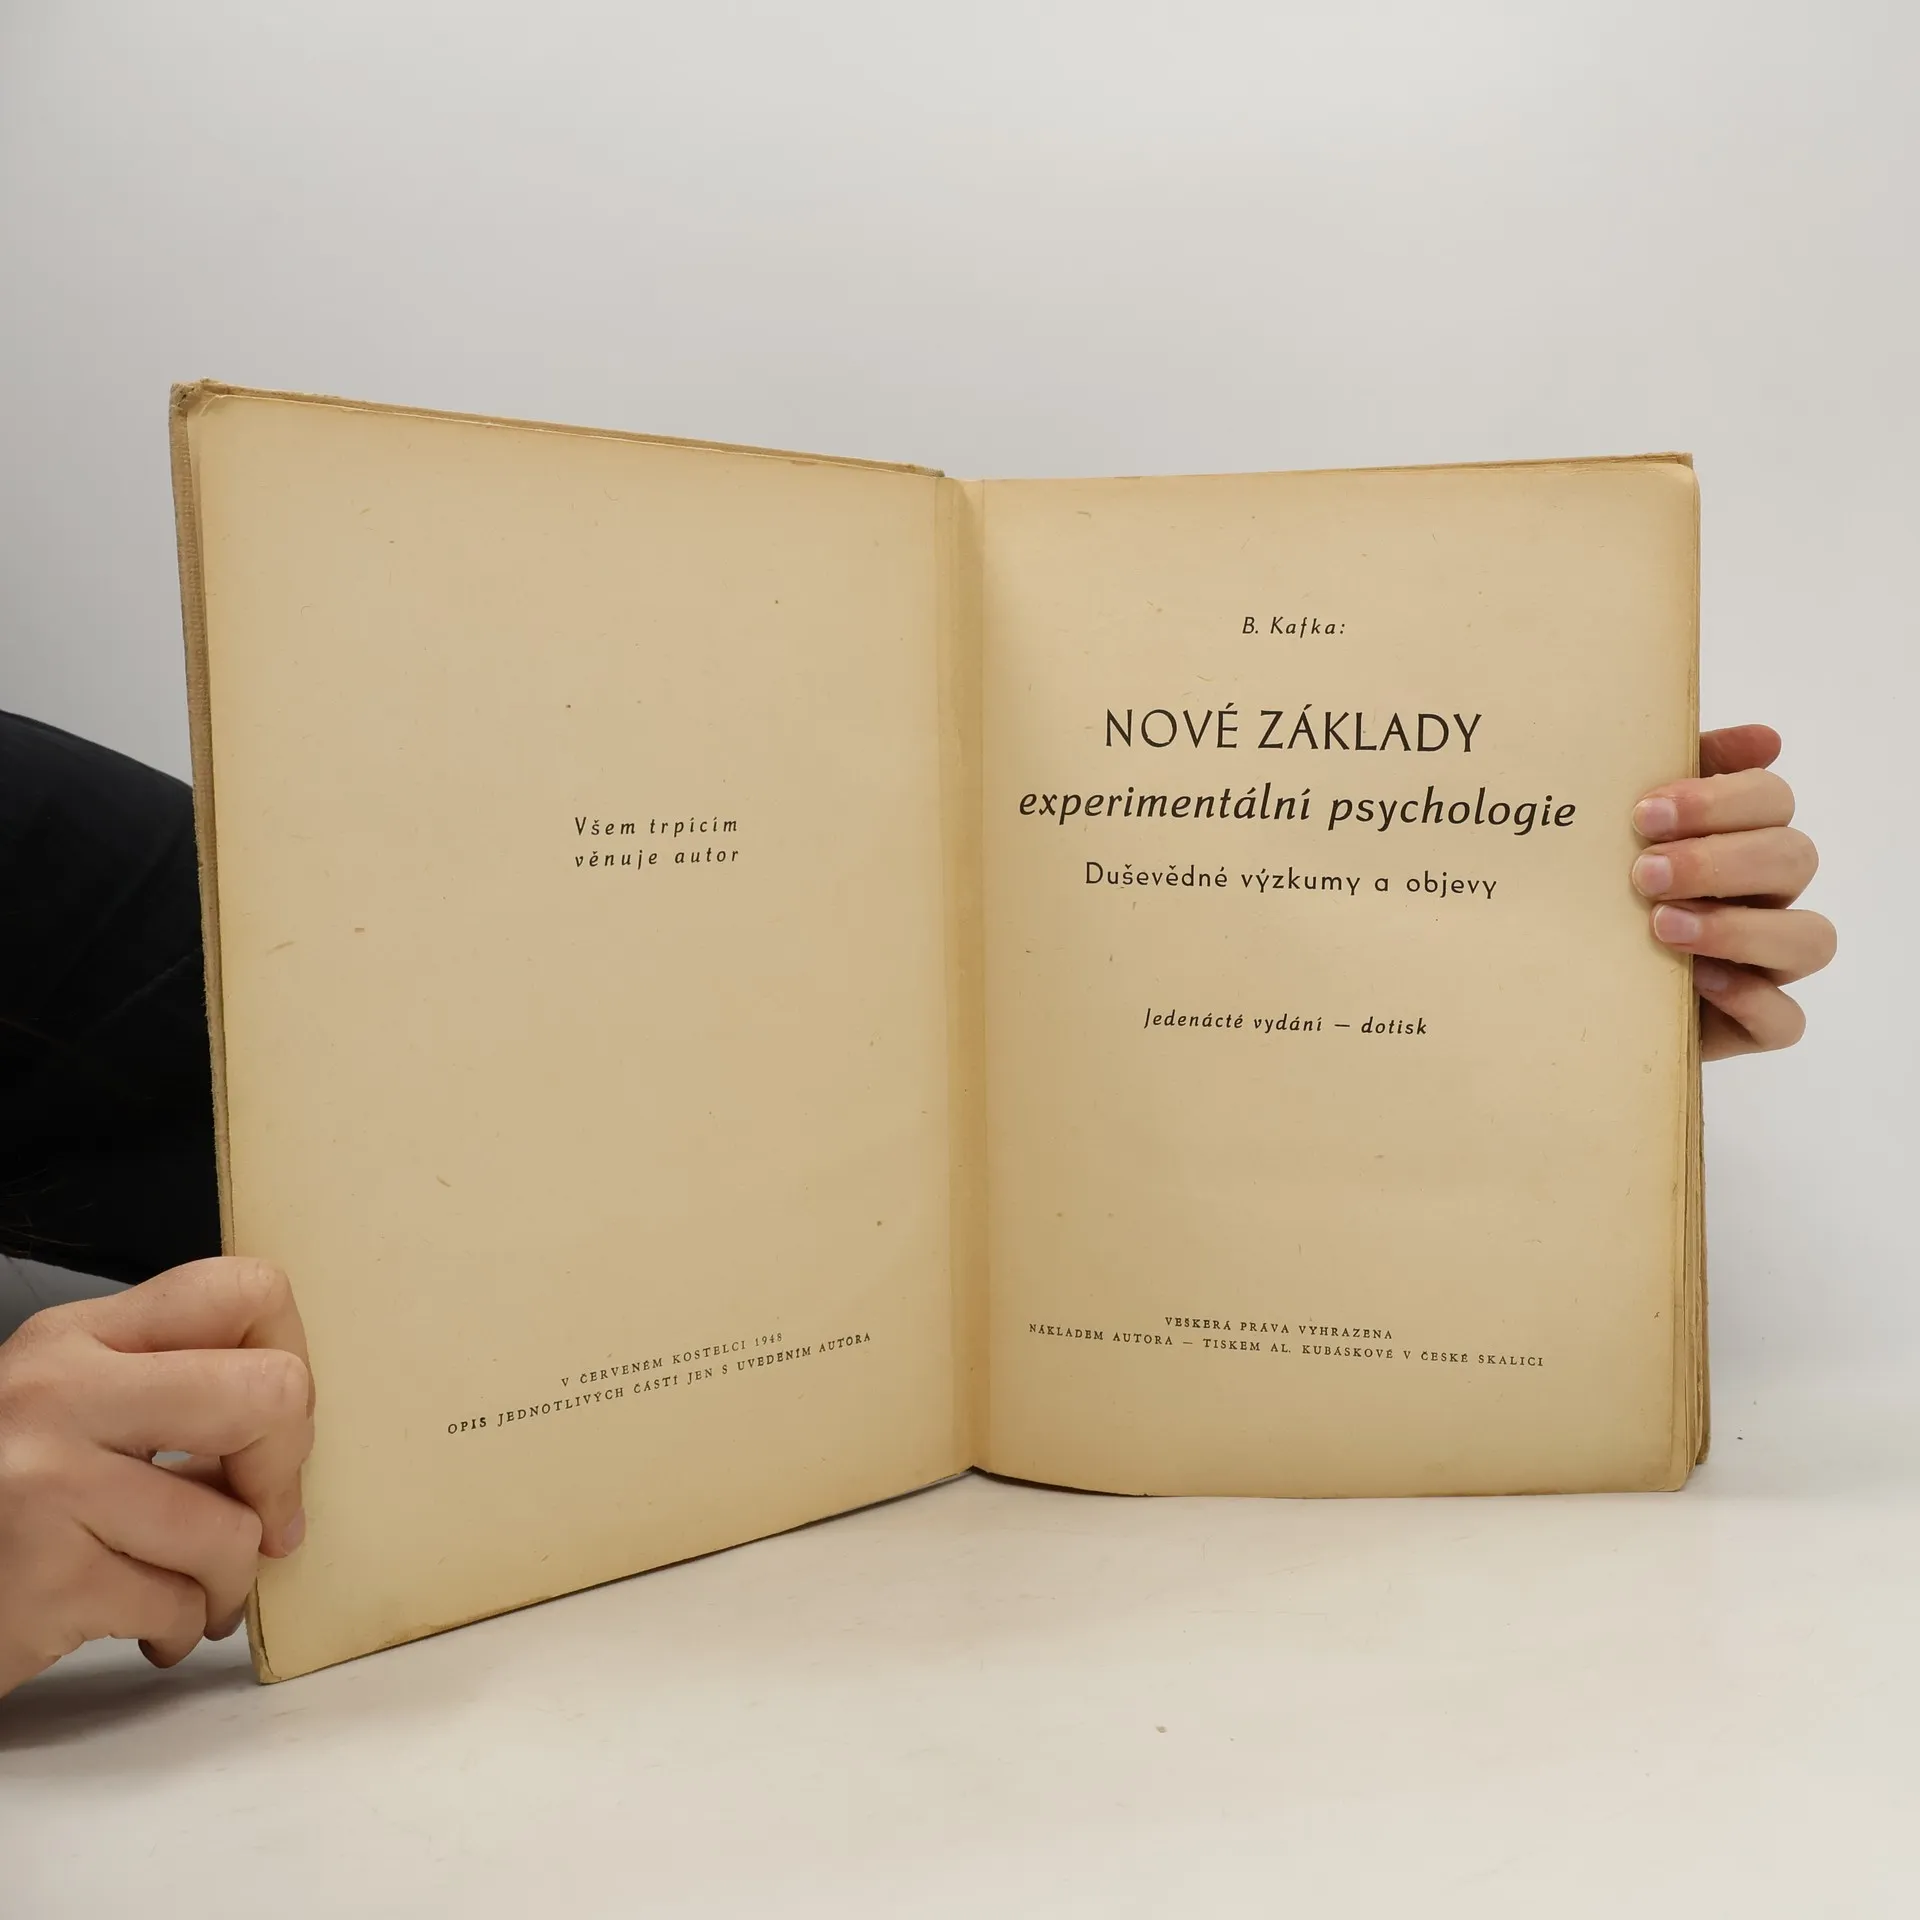 Všem trpícím
věnuje autor
V ČERVENÉM KOSTELCI 1948
OPIS JEDNOTLIVÝCH ČÁSTÍ JEN S UVEDENÍM AUTORA
B. Kafka:
NOVÉ ZÁKLADY
experimentální psychologie
Duševědné výzkumy a objevy
Jedenácté vydání — dotisk
VEŠKERÁ PRÁVA VYHRAZENA
NÁKLADEM AUTORA — TISKEM AL. KUBÁSKOVÉ V ČESKÉ SKALICI